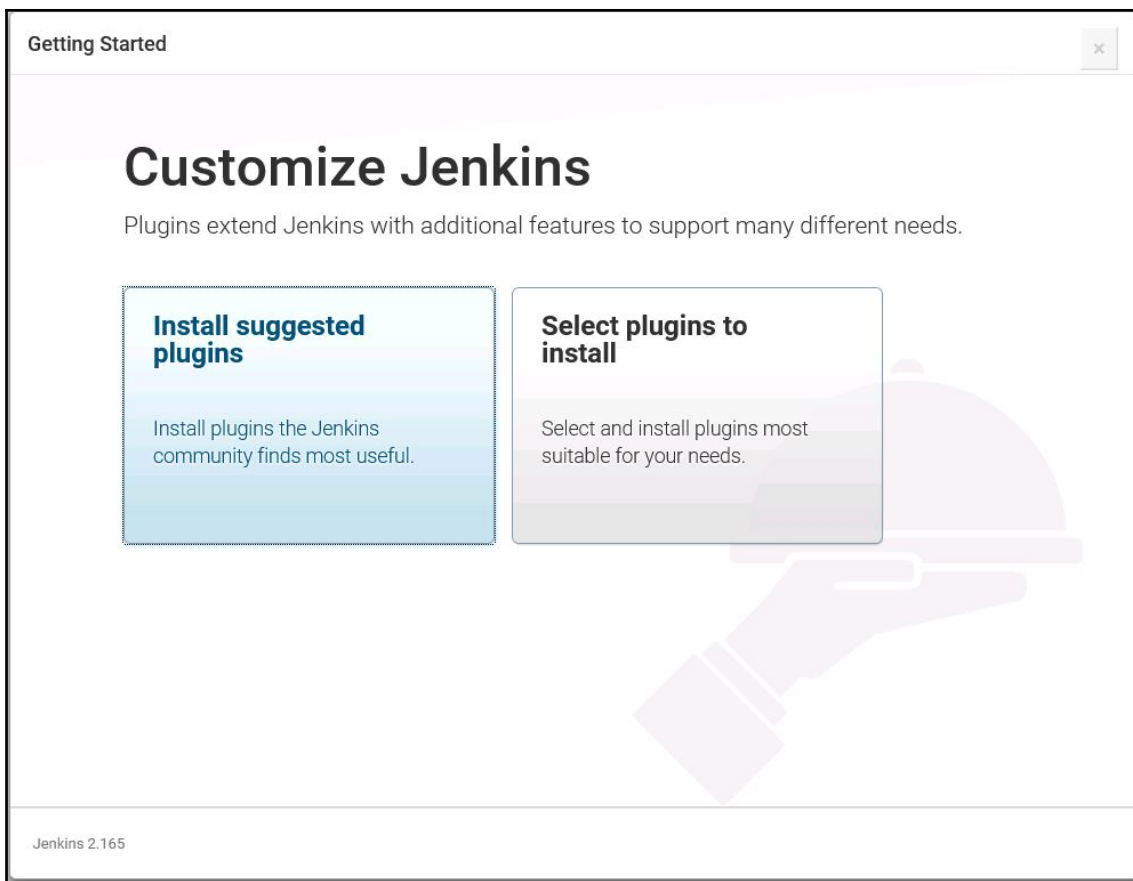 Getting Started
×
Customize Jenkins
Plugins extend Jenkins with additional features to support many different needs.
Install suggested
plugins
Install plugins the Jenkins
community finds most useful.
Select plugins to
install
Select and install plugins most
suitable for your needs.
Jenkins 2.165